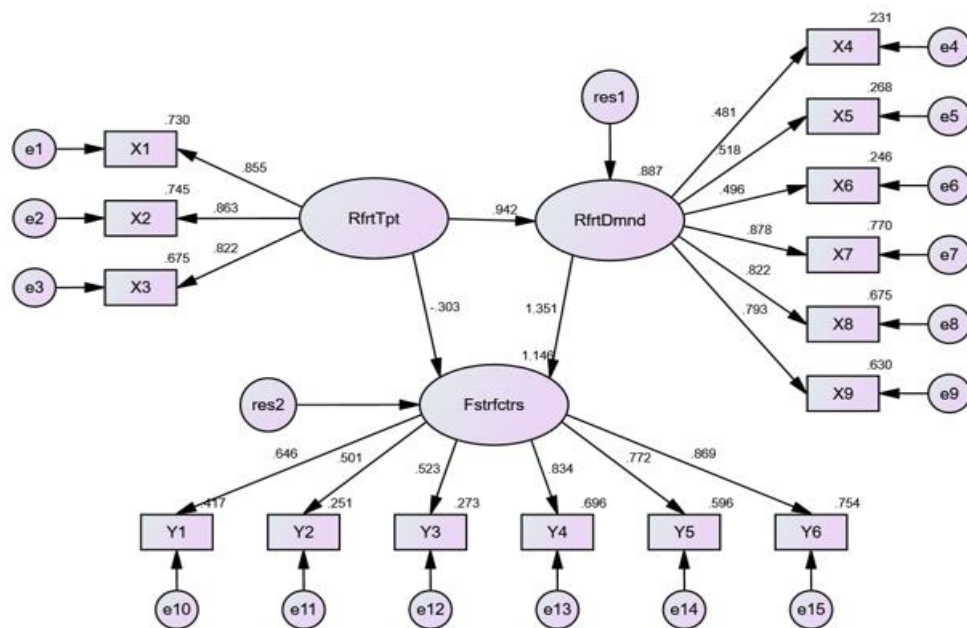 .231
X4
e4
res1
.268
.481
X5
e5
.730
.518
.246
e1
X1
.887
.855
.496
X6
e6
.745
.863
RfrtTpt
.942
RfrtDmnd
.878
.770
e2
X2
X7
e7
.822
.675
.822
.675
e3
X3
.793
X8
e8
-.303
1.351
.630
1.146
X9
e9
res2
Fstrfctrs
.646
.501
.523
.834
.772
.869
.417
.251
.273
.696
.596
.754
Y1
Y2
Y3
Y4
Y5
Y6
e10
e11
e12
e13
e14
e15